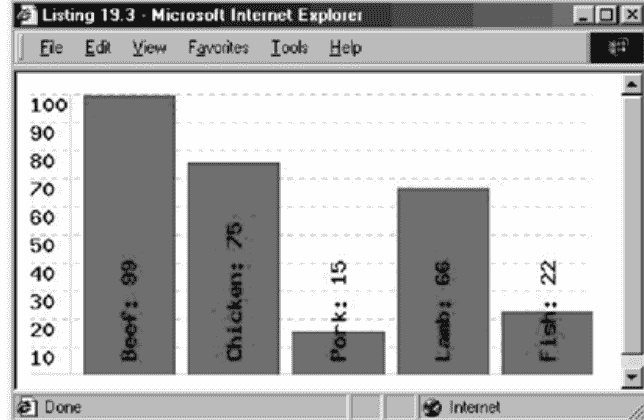 Listing 19.3 - Microsoft Internet Explorer
File Edit View Favorites Tools Help
100
90
80
70
60
50
40
30
20
10
Beef: 99
Chicken: 75
Pork: 15
Lamb: 66
Fish: 22
Done
Internet